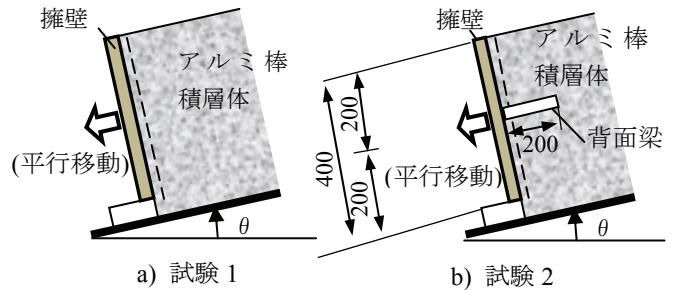 擁壁
アルミ棒
積層体
(平行移動)
θ
a) 試験 1
擁壁
アルミ棒
積層体
200
400
200
200
背面梁
(平行移動)
θ
b) 試験 2